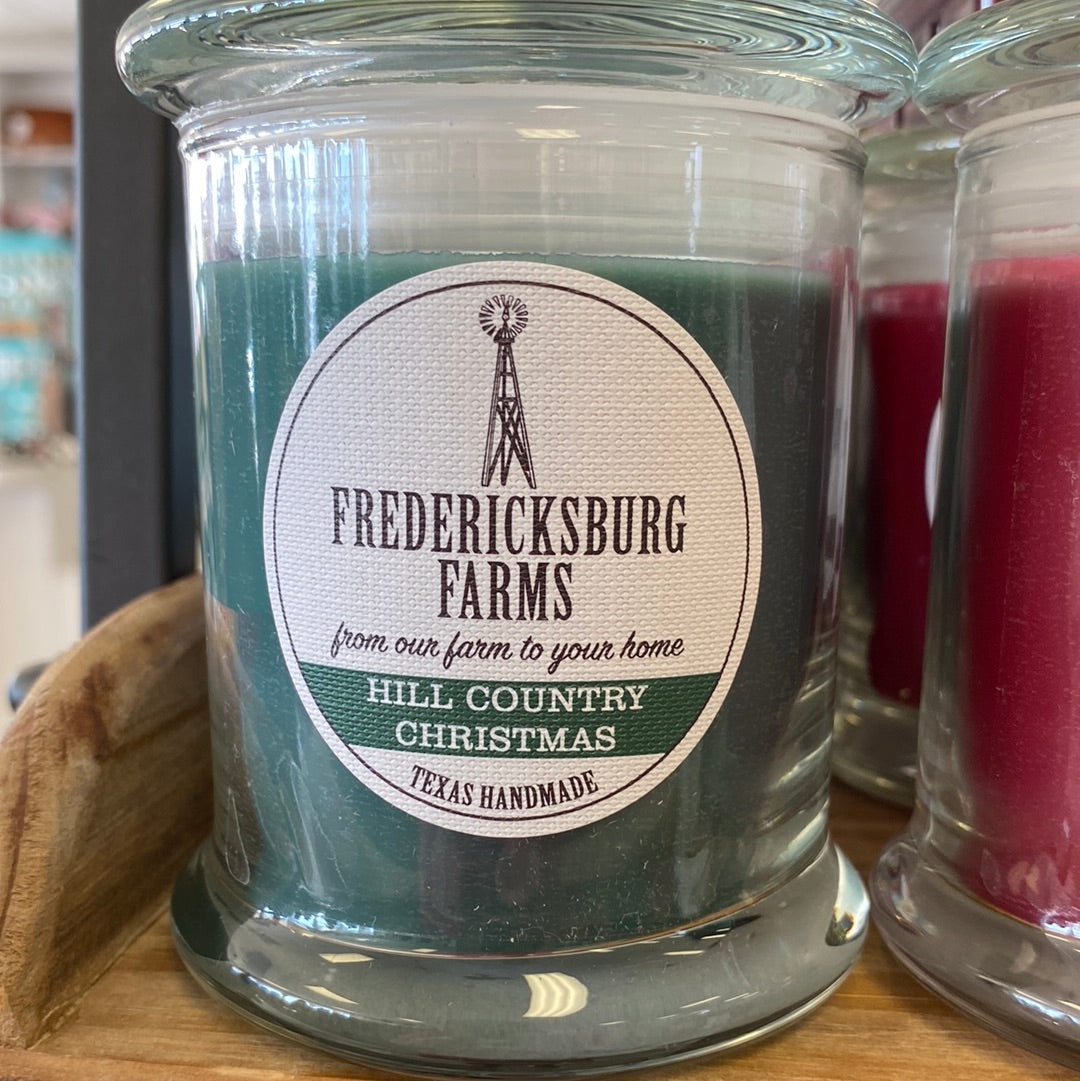 FREDERICKSBURG
FARMS
from our farm to your home
HILL COUNTRY
CHRISTMAS
TEXAS HANDMADE